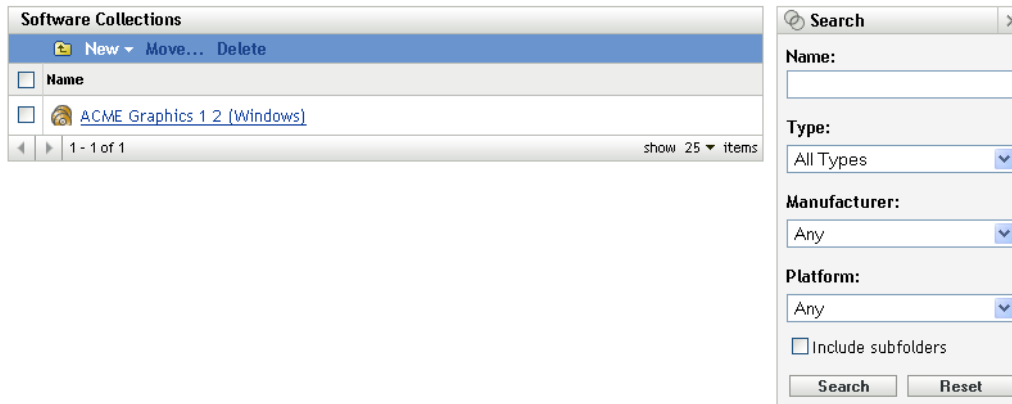 Software Collections
New Move... Delete
Name
ACME Graphics 1 2 (Windows)
1 - 1 of 1 show 25 items
Search
Name:
Type:
All Types
Manufacturer:
Any
Platform:
Any
Include subfolders
Search Reset